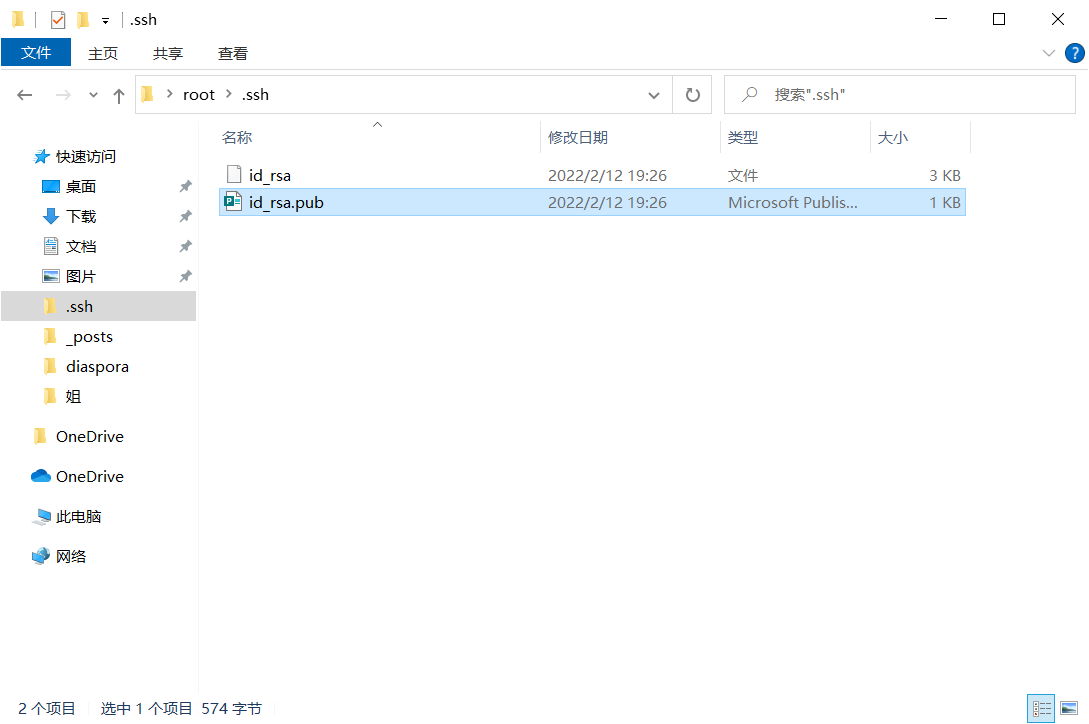 .ssh
文件 主页 共享 查看
root .ssh 搜索".ssh"
名称 修改日期 类型 大小
id_rsa 2022/2/12 19:26 文件 3 KB
id_rsa.pub 2022/2/12 19:26 Microsoft Publis... 1 KB
快速访问
桌面
下载
文档
图片
.ssh
_posts
diaspora
姐
OneDrive
OneDrive
此电脑
网络
2 个项目 选中 1 个项目 574 字节